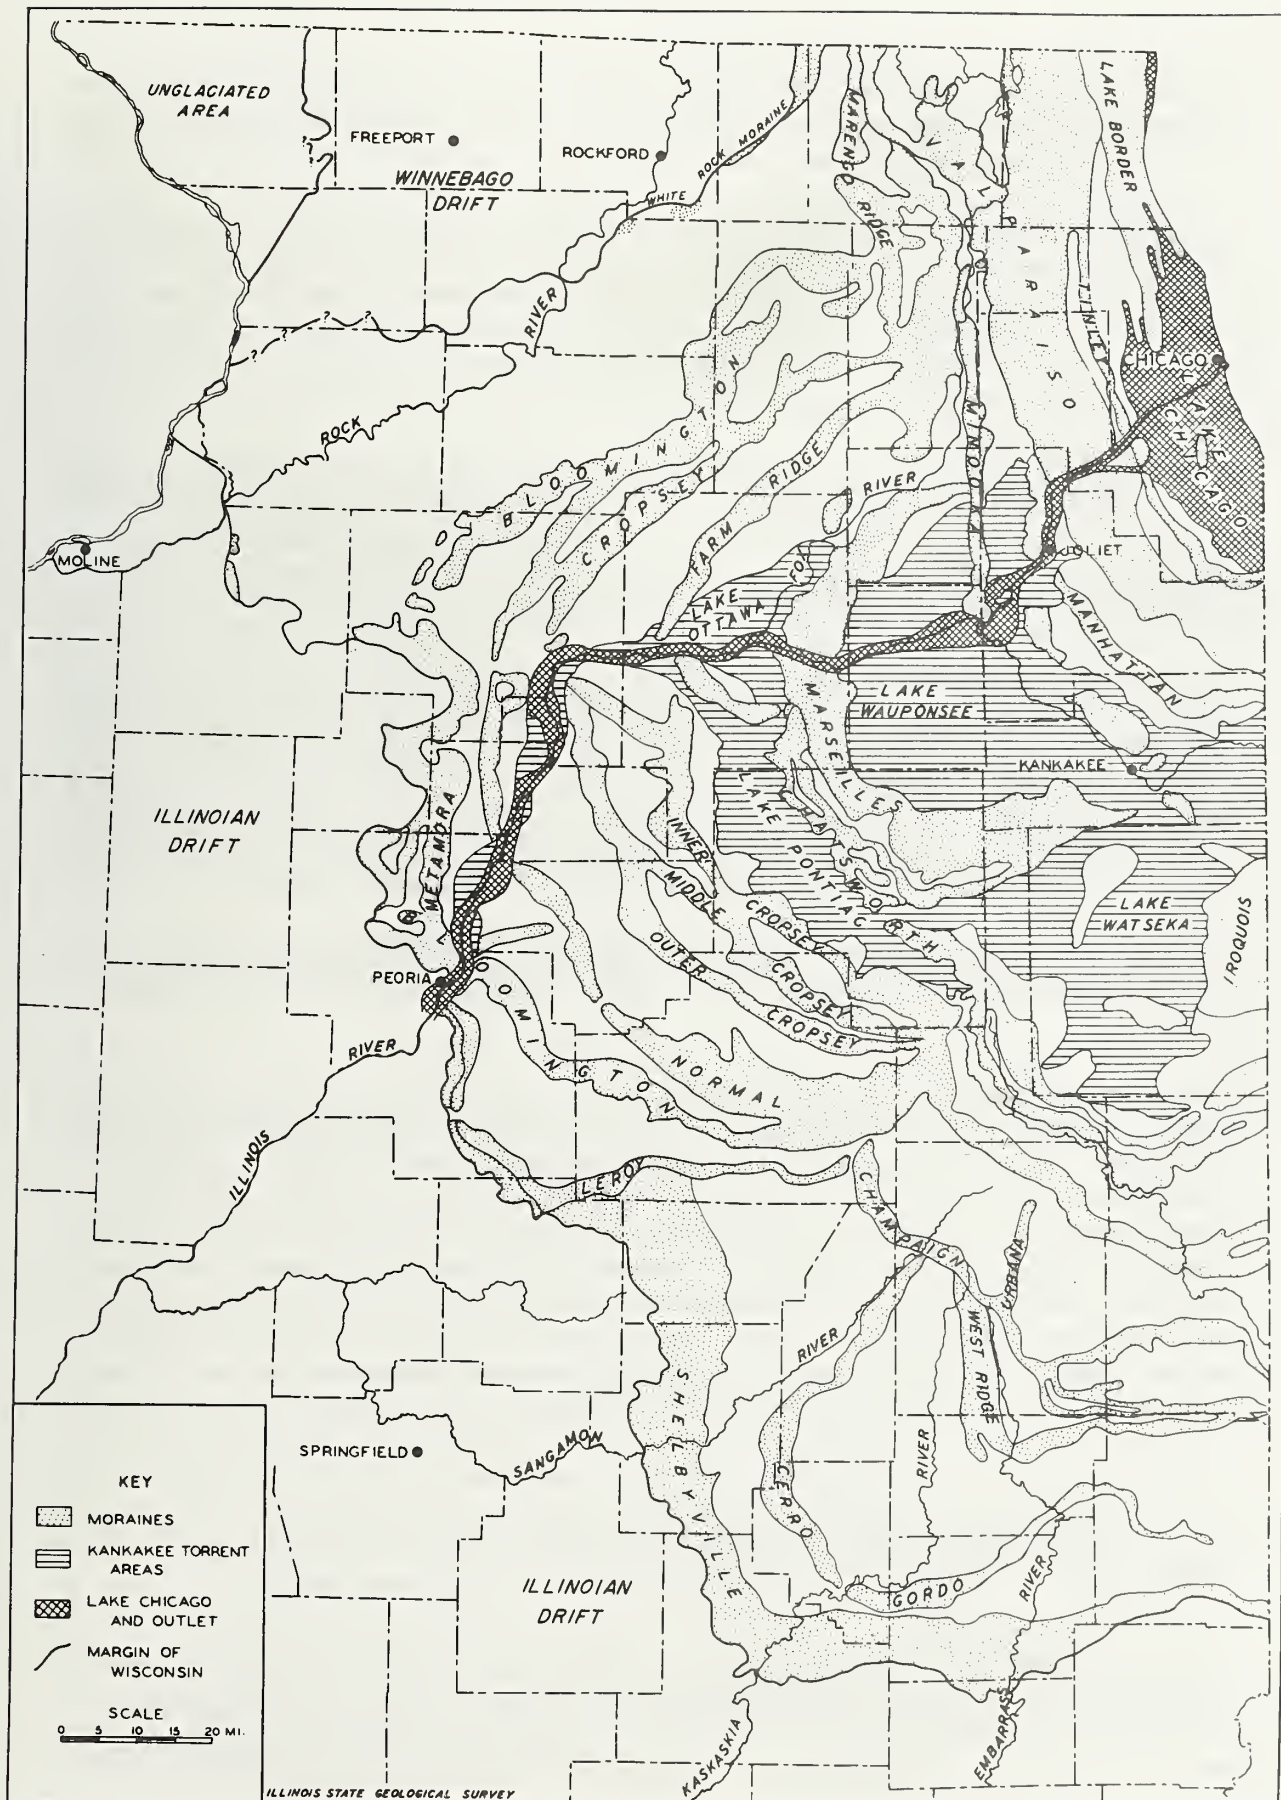 UNGLACIATED
AREA
FREEPORT
ROCKFORD
WINNEBAGO
DRIFT
WHITE ROCK MORAINE
MARENGO RIDGE
VALPARAISO
LAKE BORDER
TINLEY
CHICAGO
LAKE
CHICAGO
MINOOKA
RIVER
ROCK
BLOOMINGTON
CROPSEY
FARM RIDGE
RIVER
FOX
LAKE
OTTAWA
MOLINE
JOLIET
MANHATTAN
LAKE
WAUPONSEE
MARSEILLES
KANKAKEE
ILLINOIAN
DRIFT
METAMORA
LAKE PONTIAC
CHATSWORTH
INNER CROPSEY
MIDDLE CROPSEY
OUTER CROPSEY
LAKE
WATSEKA
IROQUOIS
PEORIA
BLOOMINGTON
NORMAL
RIVER
ILLINOIS
LEROY
CHAMPAIGN
URBANA
WEST RIDGE
RIVER
SHELBYVILLE
SPRINGFIELD
SANGAMON
CERRO
GORDO
RIVER
RIVER
ILLINOIAN
DRIFT
KASKASKIA
EMBARRASS
? ? ? ?
KEY
MORAINES
KANKAKEE TORRENT
AREAS
LAKE CHICAGO
AND OUTLET
MARGIN OF
WISCONSIN
SCALE
0 5 10 15 20 MI.
ILLINOIS STATE GEOLOGICAL SURVEY